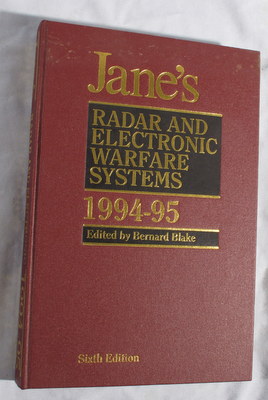 Jane's
RADAR AND
ELECTRONIC
WARFARE
SYSTEMS
1994-95
Edited by Bernard Blake
Sixth Edition